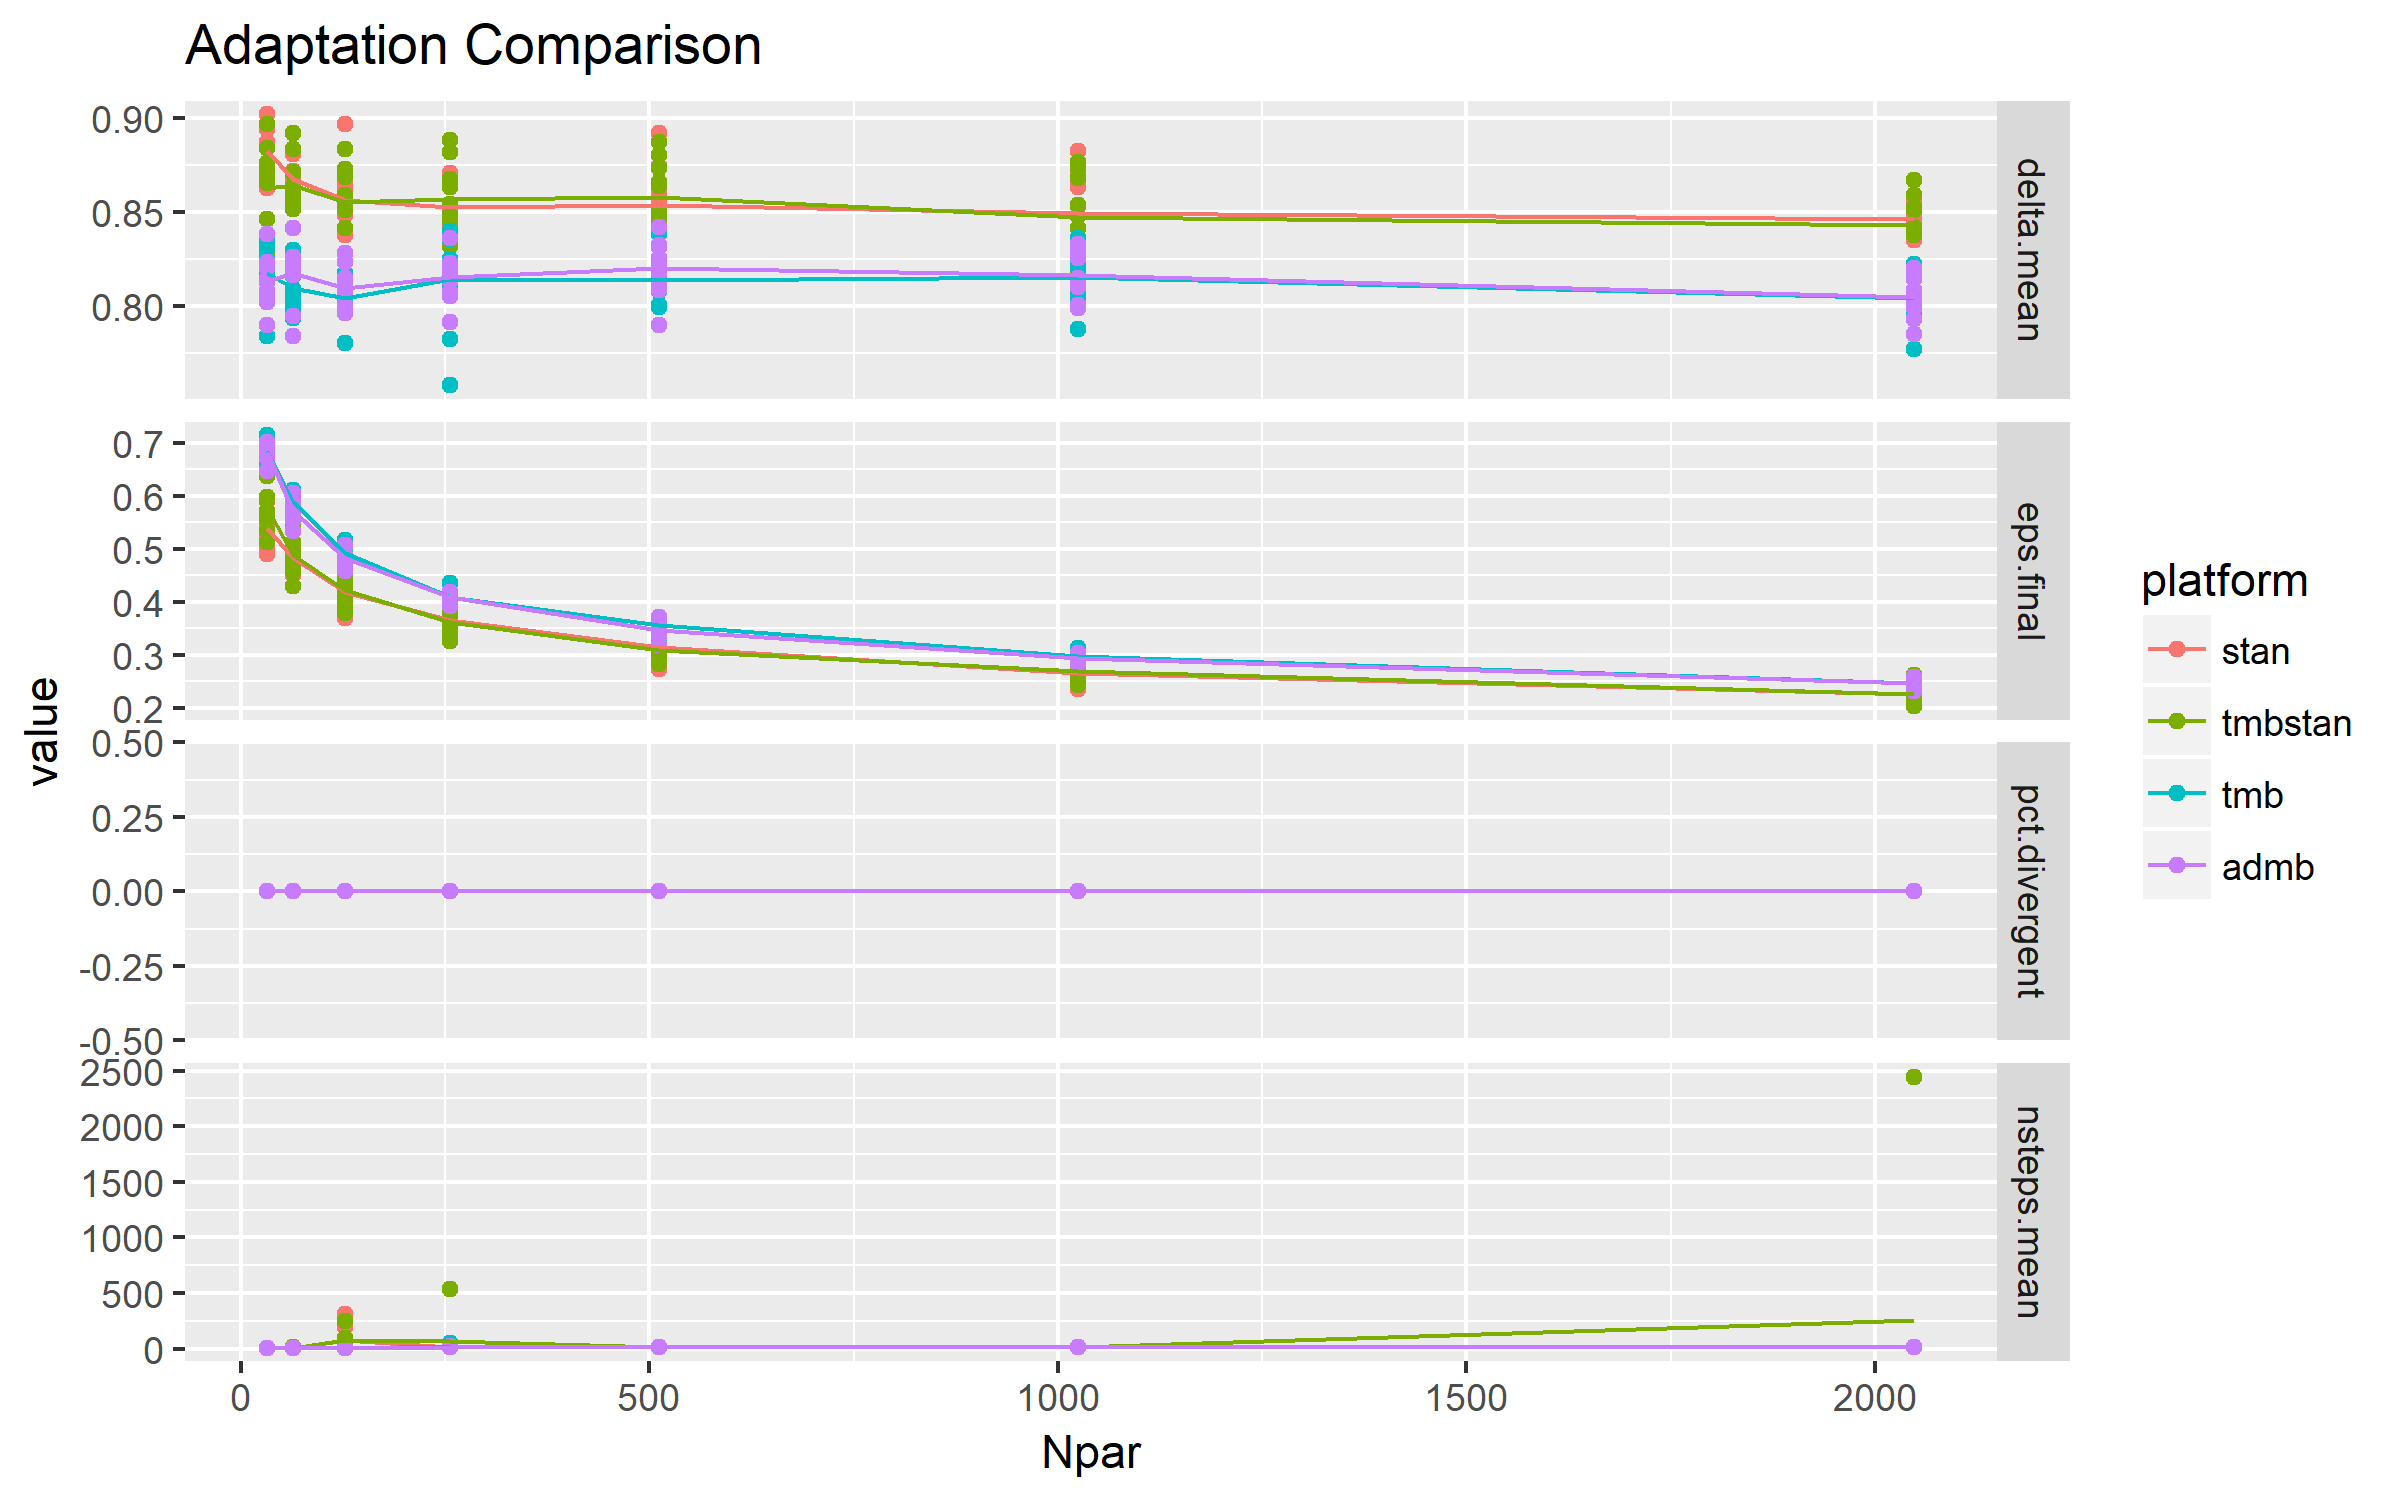 Adaptation Comparison
value
0.90
0.85
0.80
delta.mean
0.7
0.6
0.5
0.4
0.3
0.2
eps.final
0.50
0.25
0.00
-0.25
-0.50
pct.divergent
2500
2000
1500
1000
500
0
nsteps.mean
0 500 1000 1500 2000
Npar
platform
stan
tmbstan
tmb
admb